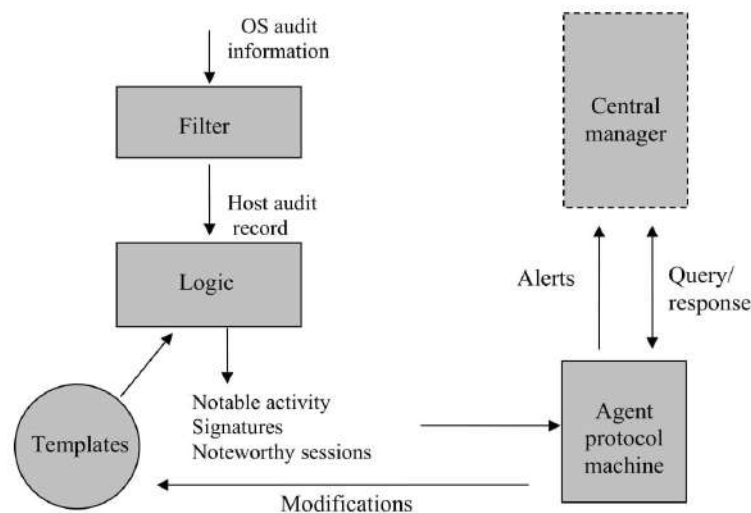 OS audit
information
Filter
Host audit
record
Logic
Notable activity
Signatures
Noteworthy sessions
Templates
Modifications
Central
manager
Alerts
Query/
response
Agent
protocol
machine